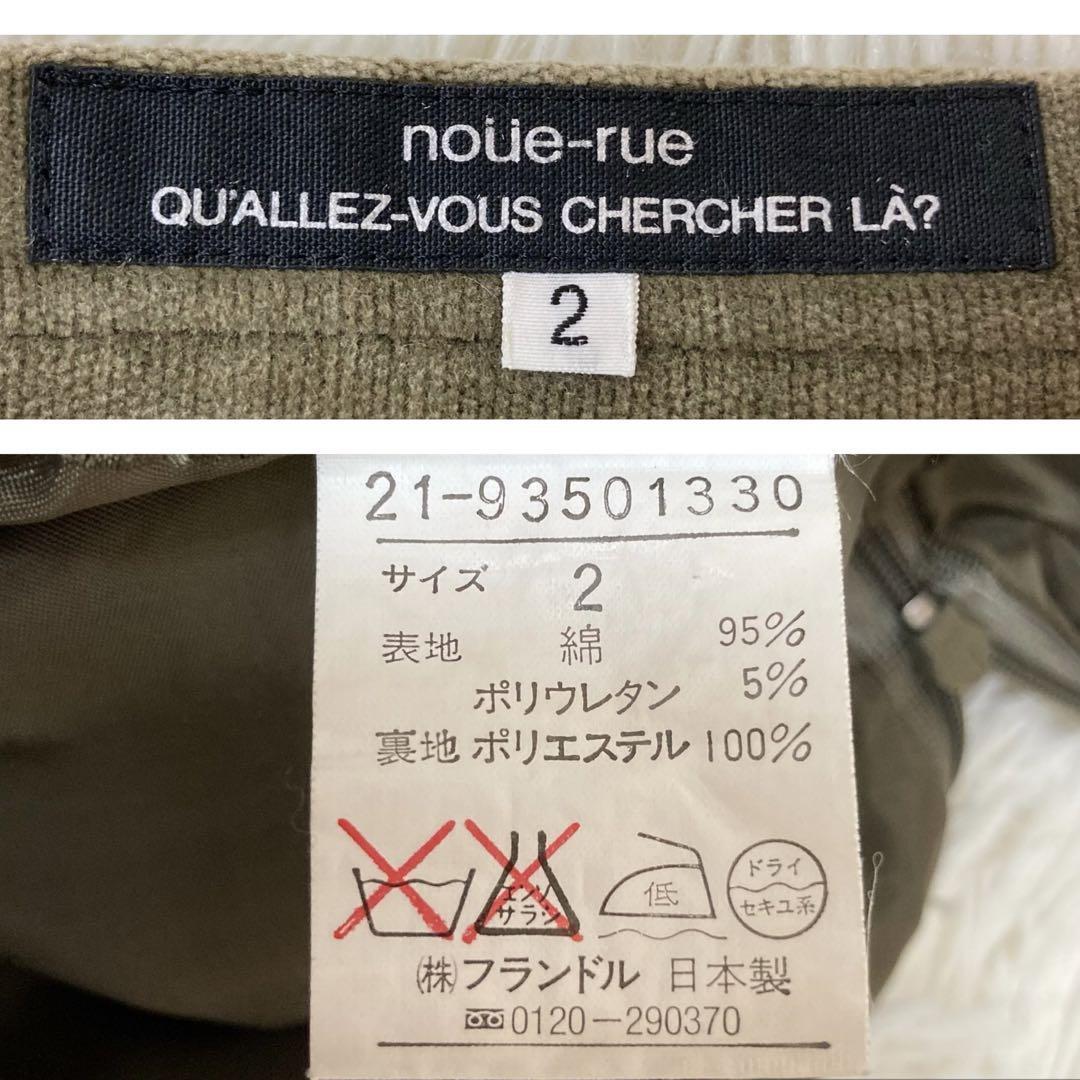 noüe-rue
QU'ALLEZ-VOUS CHERCHER LÀ?
2
21-93501330
サイズ 2
表地 綿 95%
ポリウレタン 5%
裏地 ポリエステル 100%
エンソ
サラシ
低
ドライ
セキユ系
(株)フランドル 日本製
0120-290370